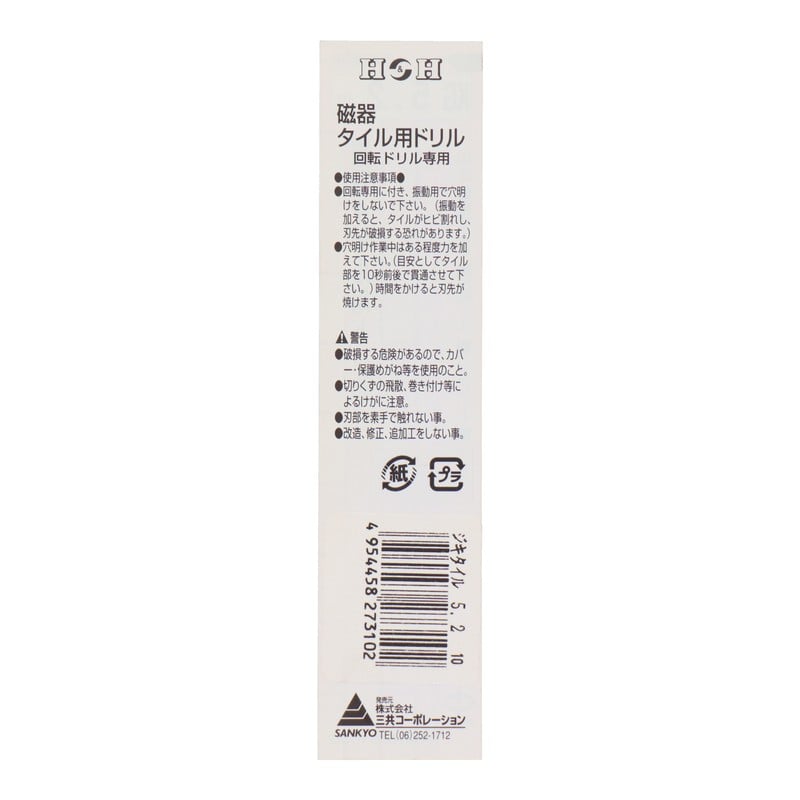 H&H
磁器
タイル用ドリル
回転ドリル専用
●使用注意事項●
●回転専用に付き、振動用で穴明
けをしないで下さい。(振動を
加えると、タイルがヒビ割れし、
刃先が破損する恐れがあります。)
●穴明け作業中はある程度力を加
えて下さい。(目安としてタイル
部を10秒前後で貫通させて下
さい。)時間をかけると刃先が
焼けます。
⚠警告
●破損する危険があるので、カバ
ー・保護めがね等を使用のこと。
●切りくずの飛散、巻き付け等に
よるけがに注意。
●刃部を素手で触れない事。
●改造、修正、追加工をしない事。
紙 プラ
ジキタイル 5.2 10
4 954458 273102
発売元
株式会社
三共コーポレーション
SANKYO TEL(06)252-1712